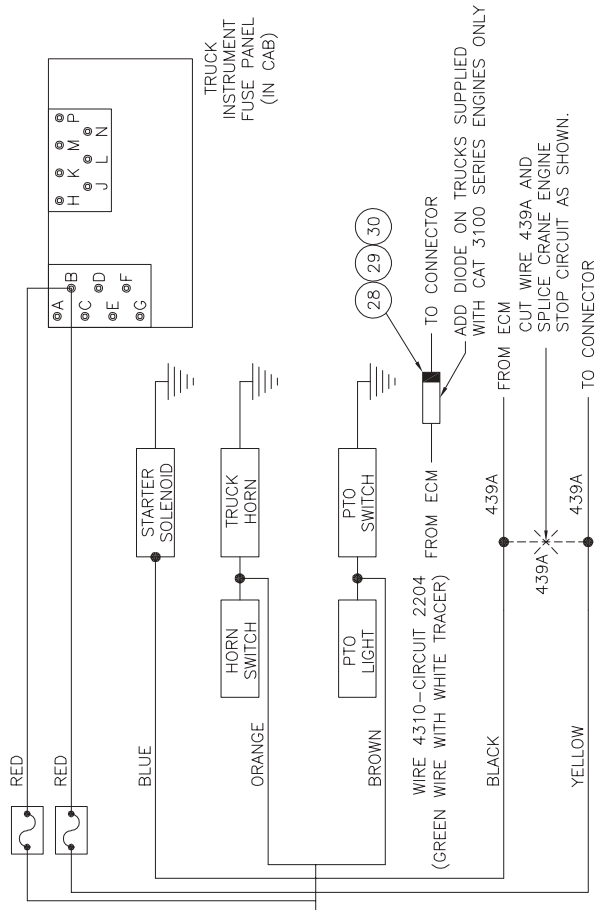 RED
RED
BLUE
ORANGE
BROWN
BLACK
YELLOW
STARTER
SOLENOID
HORN
SWITCH
TRUCK
HORN
PTO
LIGHT
PTO
SWITCH
A
B
C
D
E
F
G
H
J
K
L
M
N
P
TRUCK
INSTRUMENT
FUSE PANEL
(IN CAB)
28
29
30
WIRE 4310-CIRCUIT 2204
(GREEN WIRE WITH WHITE TRACER)
FROM ECM
TO CONNECTOR
ADD DIODE ON TRUCKS SUPPLIED
WITH CAT 3100 SERIES ENGINES ONLY
439A
FROM ECM
439A
CUT WIRE 439A AND
SPLICE CRANE ENGINE
STOP CIRCUIT AS SHOWN.
439A
TO CONNECTOR